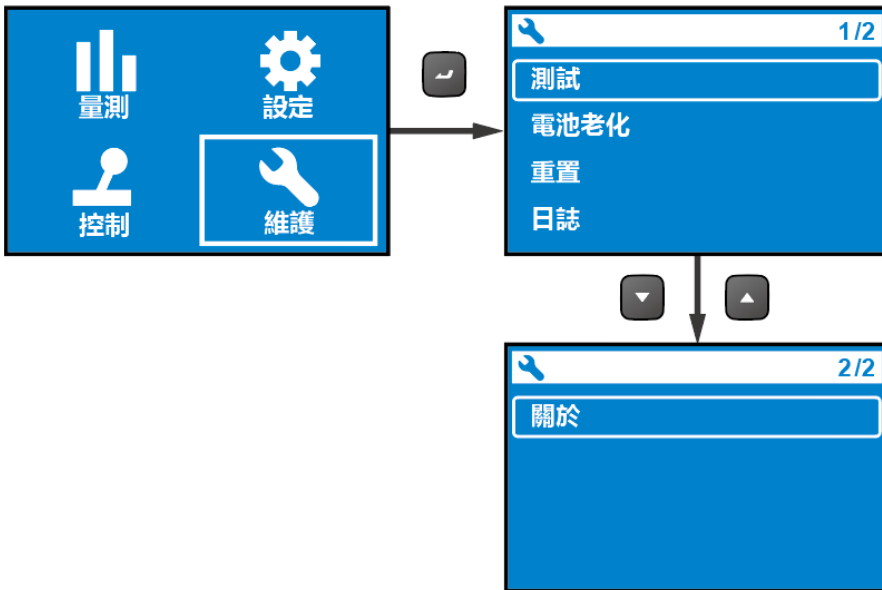 量測
設定
控制
維護
1/2
測試
電池老化
重置
日誌
2/2
關於